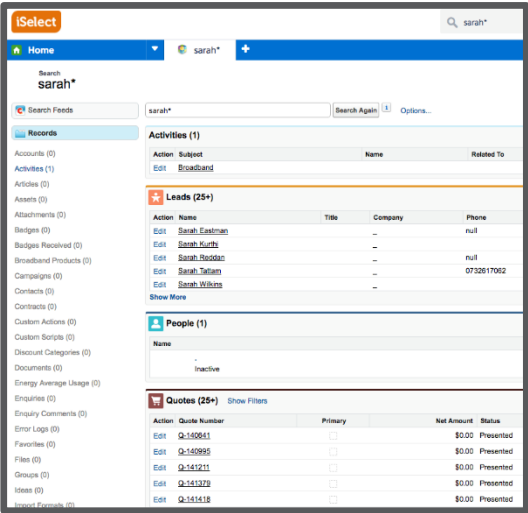 iSelect
sarah*
Home
sarah*
Search
sarah*
Search Feeds
sarah*
Search Again
Options...
Records
Accounts (0)
Activities (1)
Articles (0)
Assets (0)
Attachments (0)
Badges (0)
Badges Received (0)
Broadband Products (0)
Campaigns (0)
Contacts (0)
Contracts (0)
Custom Actions (0)
Custom Scripts (0)
Discount Categories (0)
Documents (0)
Energy Average Usage (0)
Enquiries (0)
Enquiry Comments (0)
Error Logs (0)
Favorites (0)
Files (0)
Groups (0)
Ideas (0)
Import Formats (0)
Activities (1)
Action Subject Name Related To
Edit Broadband
Leads (25+)
Action Name Title Company Phone
Edit Sarah Eastman _ null
Edit Sarah Kurthi _
Edit Sarah Reddan _ null
Edit Sarah Tattam _ 0732617062
Edit Sarah Wilkins _
Show More
People (1)
Name
.
Inactive
Quotes (25+) Show Filters
Action Quote Number Primary Net Amount Status
Edit Q-140641 $0.00 Presented
Edit Q-140995 $0.00 Presented
Edit Q-141211 $0.00 Presented
Edit Q-141379 $0.00 Presented
Edit Q-141418 $0.00 Presented